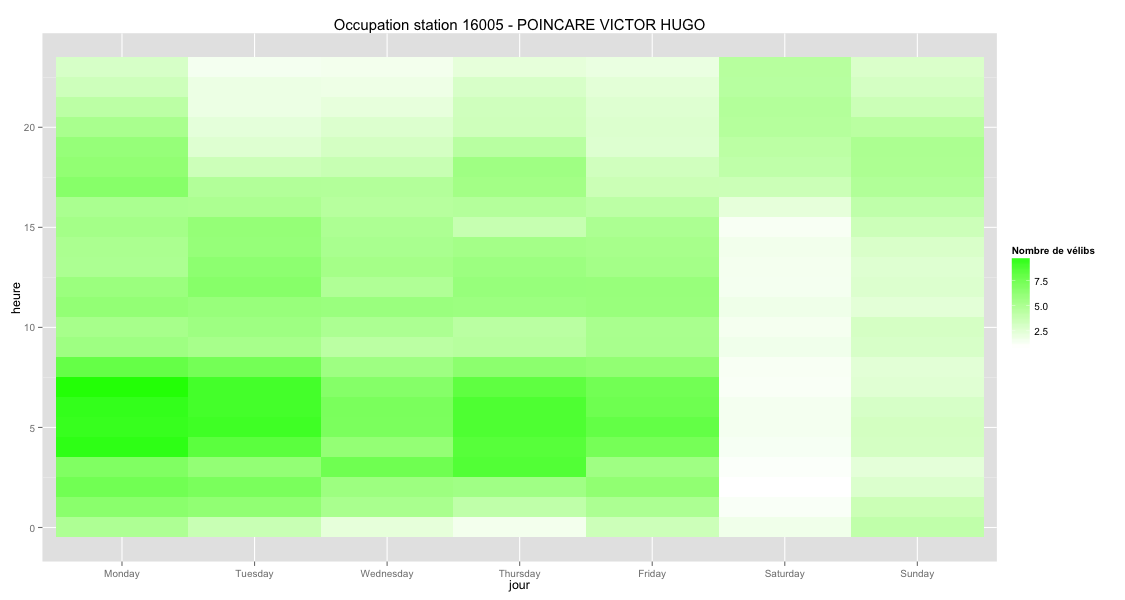 Occupation station 16005 - POINCARE VICTOR HUGO
heure
20
15
10
5
0
Monday Tuesday Wednesday Thursday Friday Saturday Sunday
jour
Nombre de vélibs
7.5
5.0
2.5